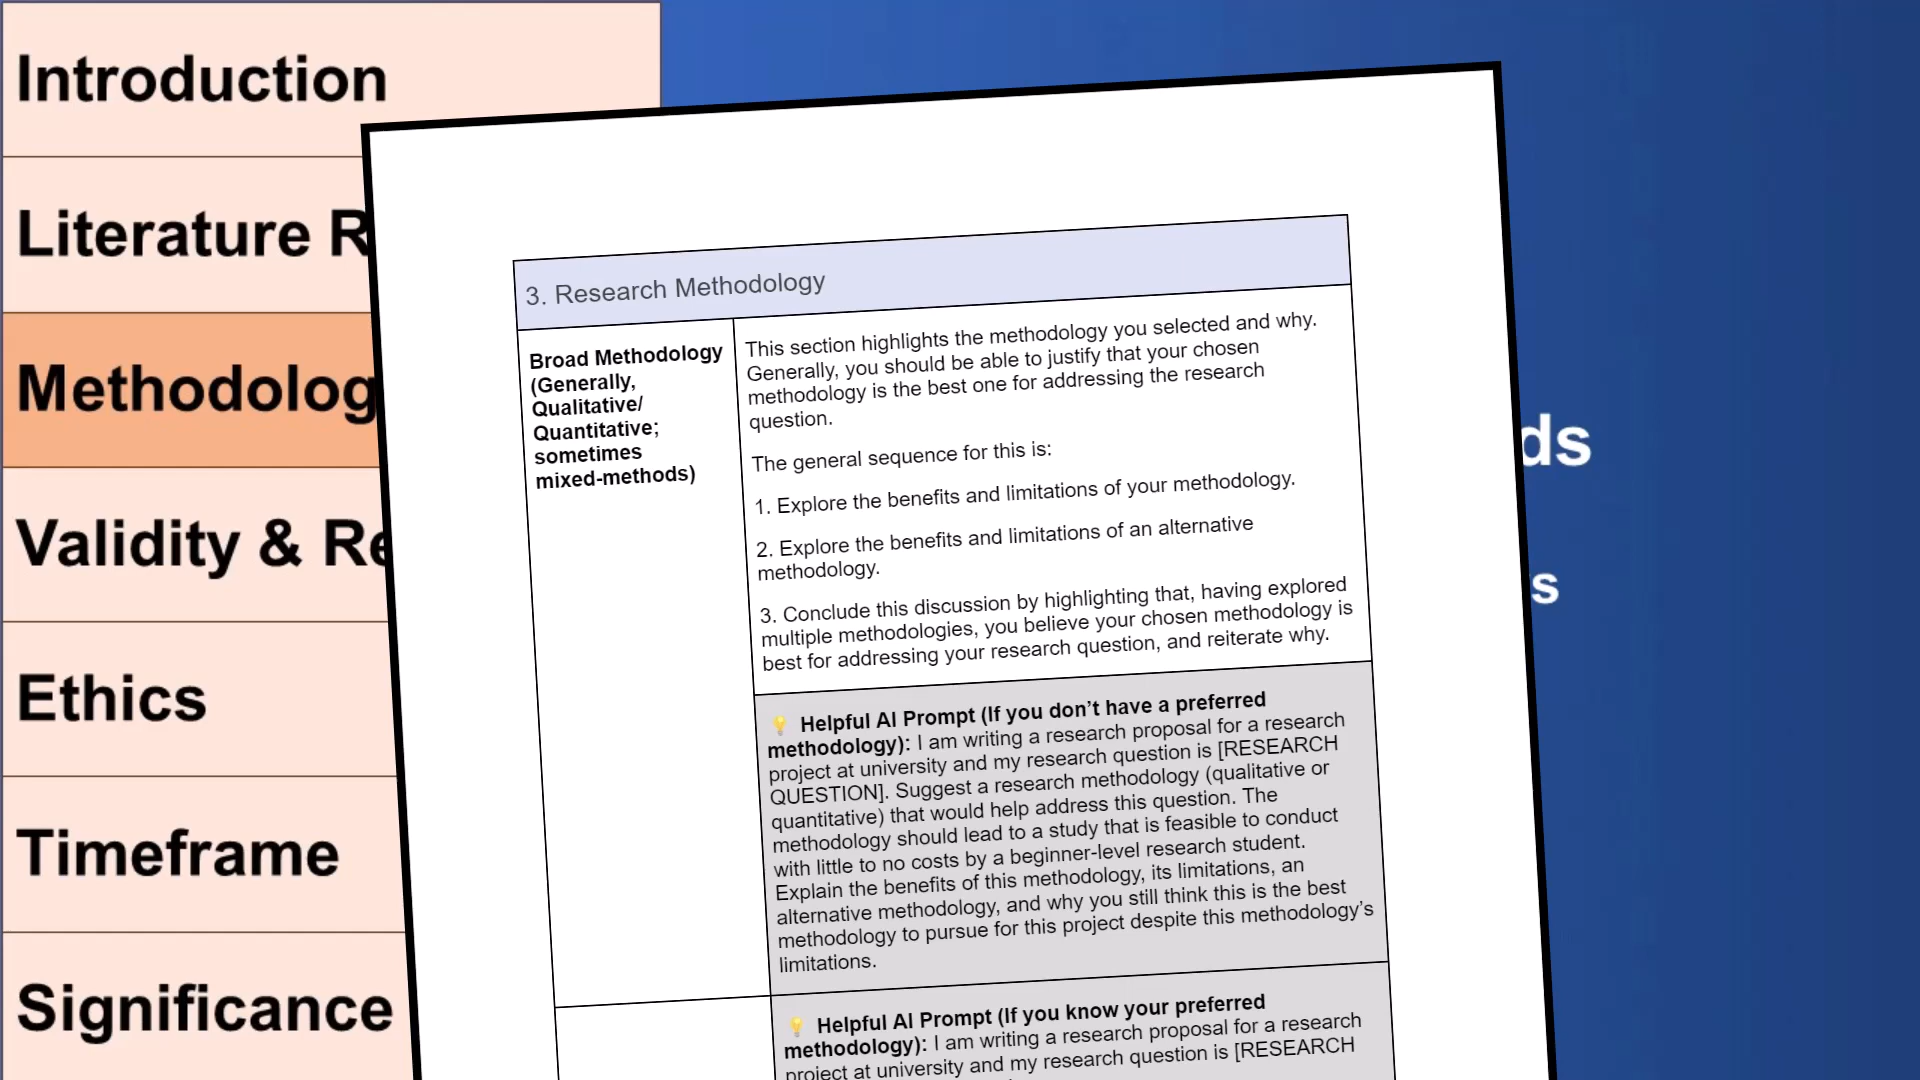 Introduction
Literature R
Methodolog
Validity & Re
Ethics
Timeframe
Significance
3. Research Methodology
Broad Methodology
(Generally,
Qualitative/
Quantitative;
sometimes
mixed-methods)
This section highlights the methodology you selected and why.
Generally, you should be able to justify that your chosen
methodology is the best one for addressing the research
question.
The general sequence for this is:
1. Explore the benefits and limitations of your methodology.
2. Explore the benefits and limitations of an alternative
methodology.
3. Conclude this discussion by highlighting that, having explored
multiple methodologies, you believe your chosen methodology is
best for addressing your research question, and reiterate why.
💡 Helpful AI Prompt (If you don’t have a preferred
methodology): I am writing a research proposal for a research
project at university and my research question is [RESEARCH
QUESTION]. Suggest a research methodology (qualitative or
quantitative) that would help address this question. The
methodology should lead to a study that is feasible to conduct
with little to no costs by a beginner-level research student.
Explain the benefits of this methodology, its limitations, an
alternative methodology, and why you still think this is the best
methodology to pursue for this project despite this methodology’s
limitations.
💡 Helpful AI Prompt (If you know your preferred
methodology): I am writing a research proposal for a research
project at university and my research question is [RESEARCH
ds
s